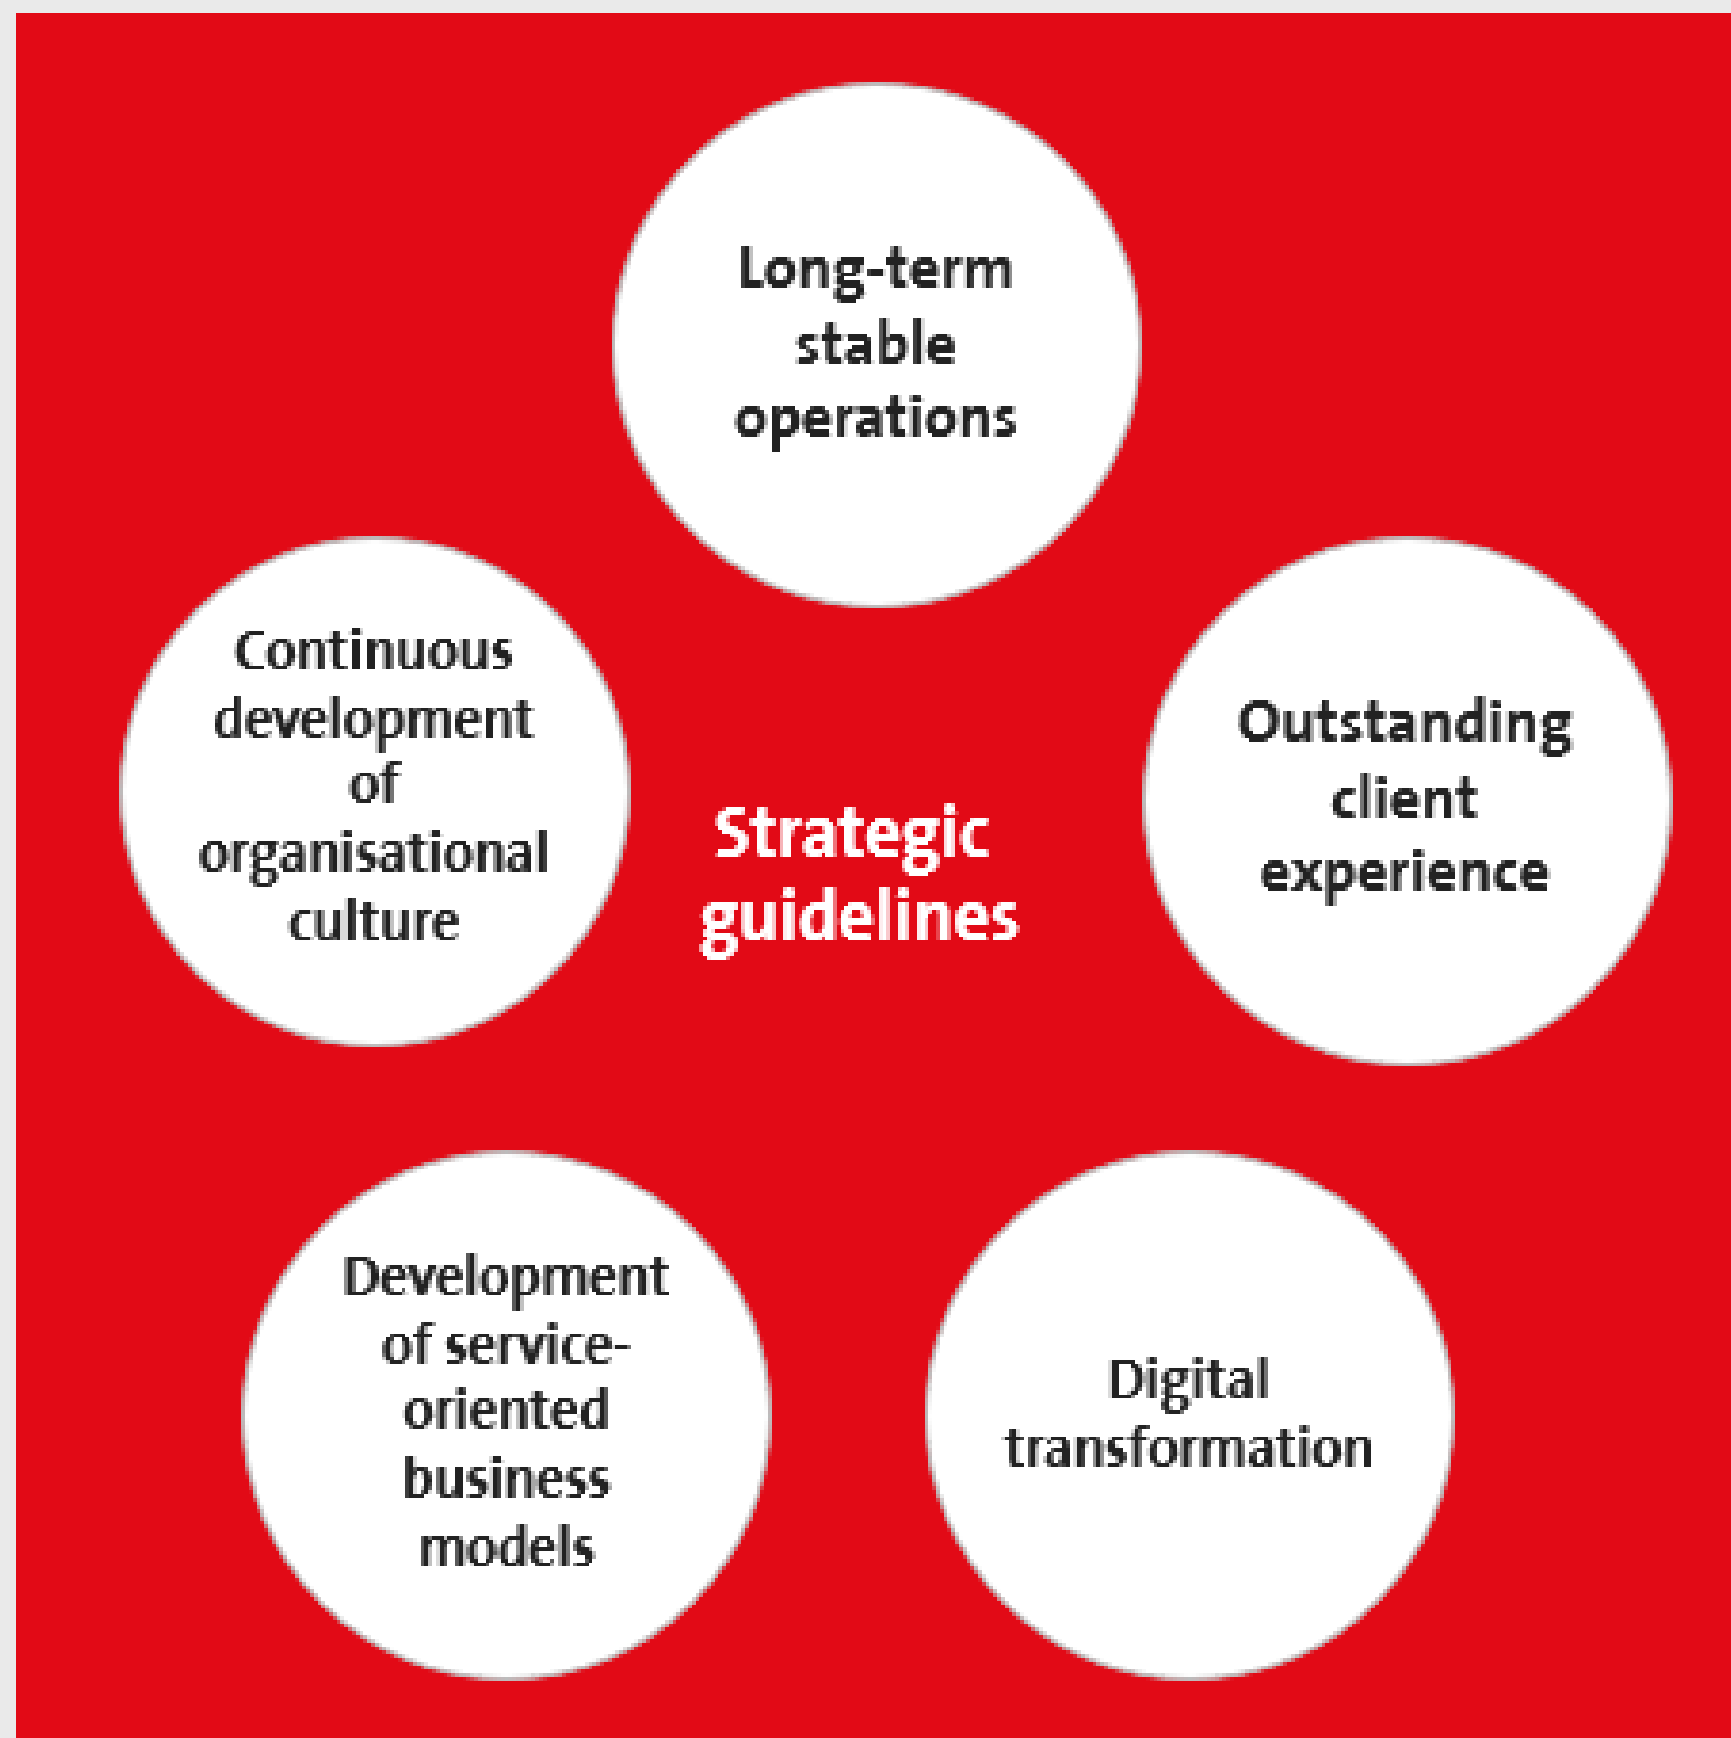 Long-term
stable
operations
Continuous
development
of
organisational
culture
Outstanding
client
experience
Strategic
guidelines
Development
of service-
oriented
business
models
Digital
transformation